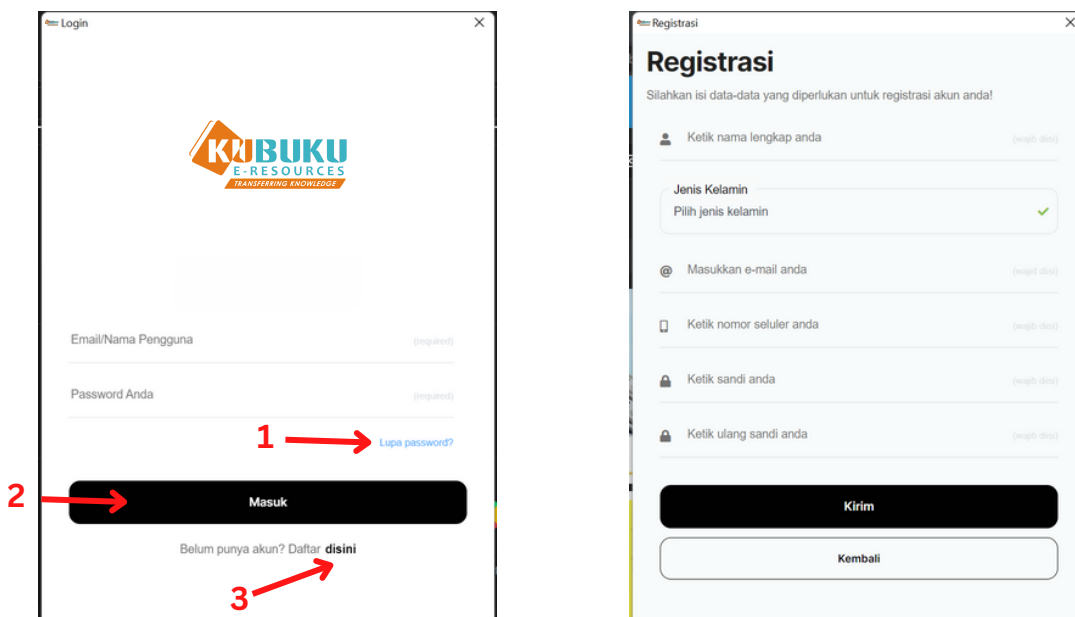 Login
KUBUKU
E-RESOURCES
TRANSFERRING KNOWLEDGE
Email/Nama Pengguna
(required)
Password Anda
(required)
1
Lupa password?
2
Masuk
Belum punya akun? Daftar disini
3
Registrasi
Registrasi
Silahkan isi data-data yang diperlukan untuk registrasi akun anda!
Ketik nama lengkap anda
(wajib diisi)
Jenis Kelamin
Pilih jenis kelamin
@ Masukkan e-mail anda
(wajib diisi)
Ketik nomor seluler anda
(wajib diisi)
Ketik sandi anda
(wajib diisi)
Ketik ulang sandi anda
(wajib diisi)
Kirim
Kembali